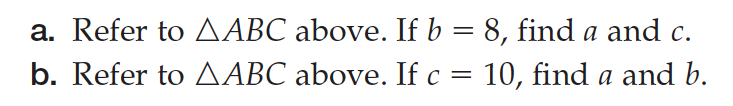 a. Refer to △ABC above. If b = 8, find a and c.
b. Refer to △ABC above. If c = 10, find a and b.